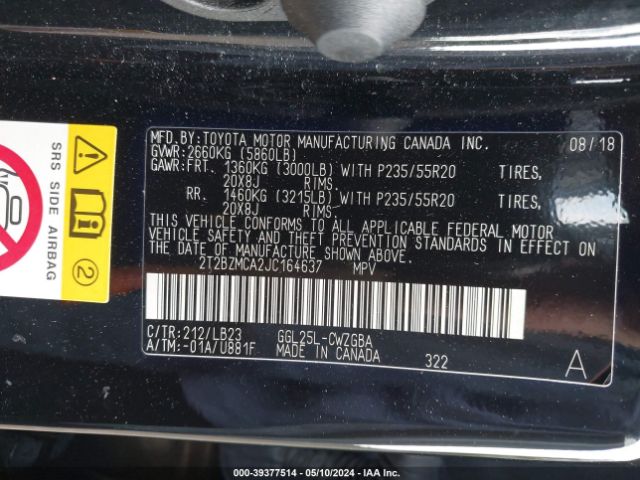 MFD.BY:TOYOTA MOTOR MANUFACTURING CANADA INC. 08/18
GVWR:2660KG (5860LB)
GAWR:FRT. 1360KG (3000LB) WITH P235/55R20 TIRES,
20X8J RIMS.
RR. 1460KG (3215LB) WITH P235/55R20 TIRES,
20X8J RIMS.
THIS VEHICLE CONFORMS TO ALL APPLICABLE FEDERAL MOTOR
VEHICLE SAFETY AND THEFT PREVENTION STANDARDS IN EFFECT ON
THE DATE OF MANUFACTURE SHOWN ABOVE.
2T2BZMCA2JC164637 MPV
C/TR:212/LB23 GGL25L-CWZGBA
A/TM:-01A/U881F MADE IN CANADA 322 A
SRS SIDE AIRBAG
2
000-39377514 - 05/10/2024 - IAAI.COM